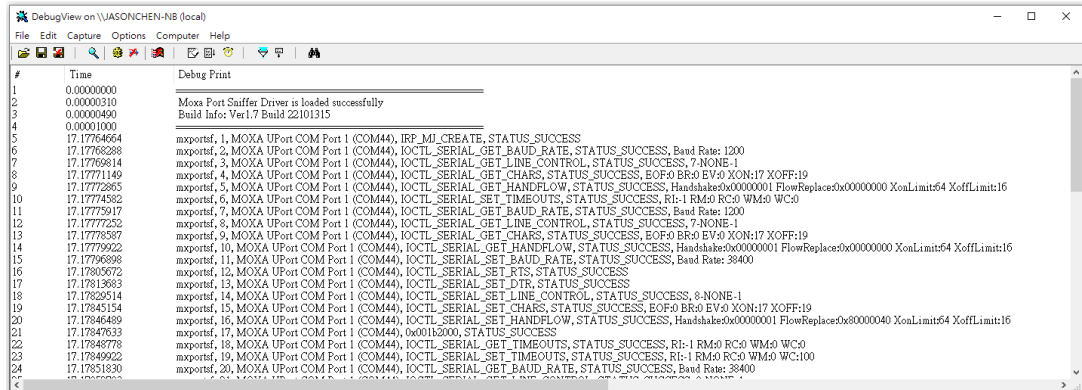 DebugView on \\JASONCHEN-NB (local)
File Edit Capture Options Computer Help
# Time Debug Print
1 0.00000000 ================================================
2 0.00000310 Moxa Port Sniffer Driver is loaded successfully
3 0.00000490 Build Info: Ver1.7 Build 22101315
4 0.00001000 ================================================
5 17.17764664 mxportsf, 1, MOXA UPort COM Port 1 (COM44), IRP_MJ_CREATE, STATUS_SUCCESS
6 17.17768288 mxportsf, 2, MOXA UPort COM Port 1 (COM44), IOCTL_SERIAL_GET_BAUD_RATE, STATUS_SUCCESS, Baud Rate: 1200
7 17.17769814 mxportsf, 3, MOXA UPort COM Port 1 (COM44), IOCTL_SERIAL_GET_LINE_CONTROL, STATUS_SUCCESS, 7-NONE-1
8 17.17771149 mxportsf, 4, MOXA UPort COM Port 1 (COM44), IOCTL_SERIAL_GET_CHARS, STATUS_SUCCESS, EOF:0 BR:0 EV:0 XON:17 XOFF:19
9 17.17772865 mxportsf, 5, MOXA UPort COM Port 1 (COM44), IOCTL_SERIAL_GET_HANDFLOW, STATUS_SUCCESS, Handshake:0x00000001 FlowReplace:0x00000000 XonLimit:64 XoffLimit:16
10 17.17774582 mxportsf, 6, MOXA UPort COM Port 1 (COM44), IOCTL_SERIAL_SET_TIMEOUTS, STATUS_SUCCESS, RI:-1 RM:0 RC:0 WM:0 WC:0
11 17.17775917 mxportsf, 7, MOXA UPort COM Port 1 (COM44), IOCTL_SERIAL_GET_BAUD_RATE, STATUS_SUCCESS, Baud Rate: 1200
12 17.17777252 mxportsf, 8, MOXA UPort COM Port 1 (COM44), IOCTL_SERIAL_GET_LINE_CONTROL, STATUS_SUCCESS, 7-NONE-1
13 17.17778587 mxportsf, 9, MOXA UPort COM Port 1 (COM44), IOCTL_SERIAL_GET_CHARS, STATUS_SUCCESS, EOF:0 BR:0 EV:0 XON:17 XOFF:19
14 17.17779922 mxportsf, 10, MOXA UPort COM Port 1 (COM44), IOCTL_SERIAL_GET_HANDFLOW, STATUS_SUCCESS, Handshake:0x00000001 FlowReplace:0x00000000 XonLimit:64 XoffLimit:16
15 17.17796898 mxportsf, 11, MOXA UPort COM Port 1 (COM44), IOCTL_SERIAL_SET_BAUD_RATE, STATUS_SUCCESS, Baud Rate: 38400
16 17.17805672 mxportsf, 12, MOXA UPort COM Port 1 (COM44), IOCTL_SERIAL_SET_RTS, STATUS_SUCCESS
17 17.17813683 mxportsf, 13, MOXA UPort COM Port 1 (COM44), IOCTL_SERIAL_SET_DTR, STATUS_SUCCESS
18 17.17829514 mxportsf, 14, MOXA UPort COM Port 1 (COM44), IOCTL_SERIAL_SET_LINE_CONTROL, STATUS_SUCCESS, 8-NONE-1
19 17.17845154 mxportsf, 15, MOXA UPort COM Port 1 (COM44), IOCTL_SERIAL_SET_CHARS, STATUS_SUCCESS, EOF:0 BR:0 EV:0 XON:17 XOFF:19
20 17.17846489 mxportsf, 16, MOXA UPort COM Port 1 (COM44), IOCTL_SERIAL_SET_HANDFLOW, STATUS_SUCCESS, Handshake:0x00000001 FlowReplace:0x80000040 XonLimit:64 XoffLimit:16
21 17.17847633 mxportsf, 17, MOXA UPort COM Port 1 (COM44), 0x001b2000, STATUS_SUCCESS
22 17.17848778 mxportsf, 18, MOXA UPort COM Port 1 (COM44), IOCTL_SERIAL_GET_TIMEOUTS, STATUS_SUCCESS, RI:-1 RM:0 RC:0 WM:0 WC:0
23 17.17849922 mxportsf, 19, MOXA UPort COM Port 1 (COM44), IOCTL_SERIAL_SET_TIMEOUTS, STATUS_SUCCESS, RI:-1 RM:0 RC:0 WM:0 WC:100
24 17.17851830 mxportsf, 20, MOXA UPort COM Port 1 (COM44), IOCTL_SERIAL_GET_BAUD_RATE, STATUS_SUCCESS, Baud Rate: 38400